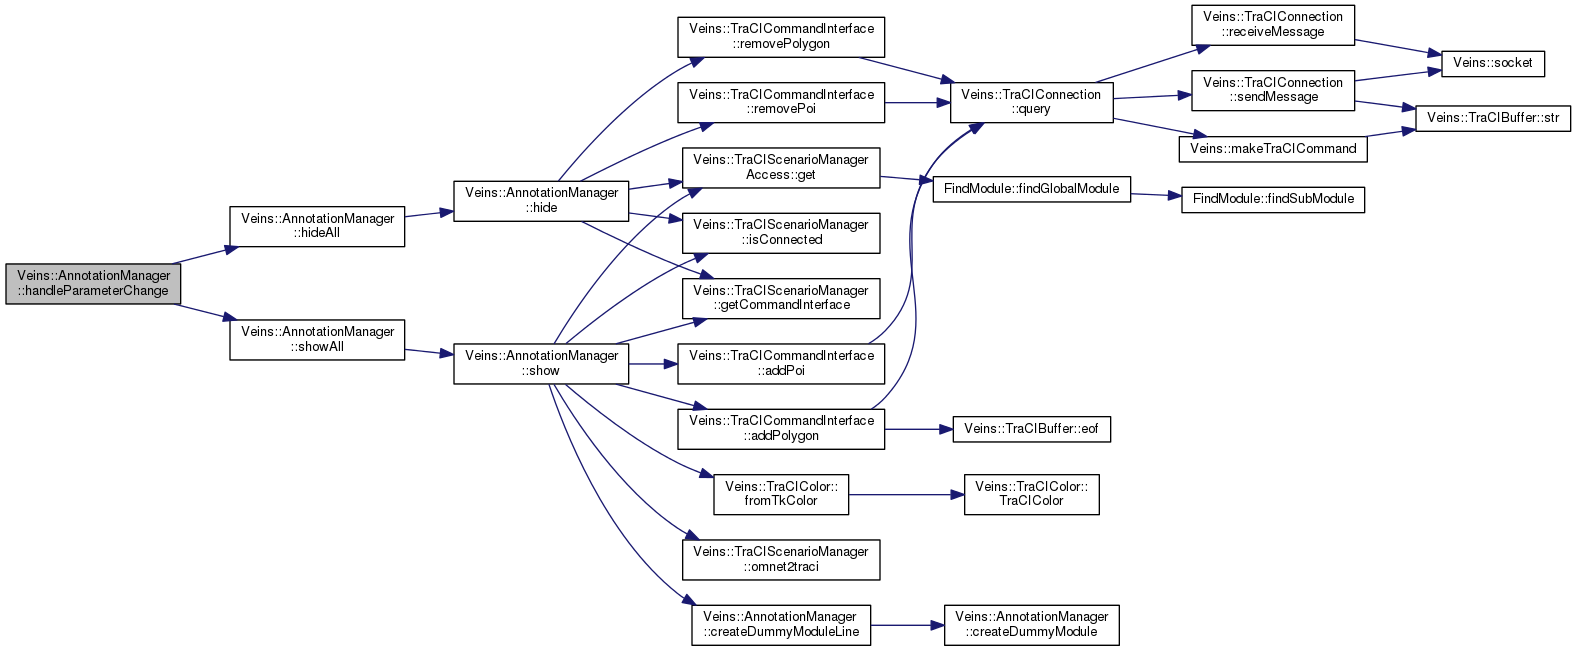 Veins::AnnotationManager
::handleParameterChange
Veins::AnnotationManager
::hideAll
Veins::AnnotationManager
::showAll
Veins::AnnotationManager
::hide
Veins::AnnotationManager
::show
Veins::TraCICommandInterface
::removePolygon
Veins::TraCICommandInterface
::removePoi
Veins::TraCIScenarioManager
Access::get
Veins::TraCIScenarioManager
::isConnected
Veins::TraCIScenarioManager
::getCommandInterface
Veins::TraCICommandInterface
::addPoi
Veins::TraCICommandInterface
::addPolygon
Veins::TraCIColor::
fromTkColor
Veins::TraCIScenarioManager
::omnet2traci
Veins::AnnotationManager
::createDummyModuleLine
Veins::TraCIConnection
::query
FindModule::findGlobalModule
Veins::TraCIBuffer::eof
Veins::TraCIColor::
TraCIColor
Veins::AnnotationManager
::createDummyModule
Veins::TraCIConnection
::receiveMessage
Veins::TraCIConnection
::sendMessage
Veins::makeTraCICommand
FindModule::findSubModule
Veins::socket
Veins::TraCIBuffer::str